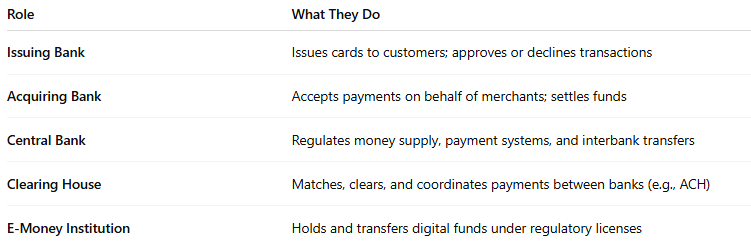 Role What They Do
Issuing Bank Issues cards to customers; approves or declines transactions
Acquiring Bank Accepts payments on behalf of merchants; settles funds
Central Bank Regulates money supply, payment systems, and interbank transfers
Clearing House Matches, clears, and coordinates payments between banks (e.g., ACH)
E-Money Institution Holds and transfers digital funds under regulatory licenses